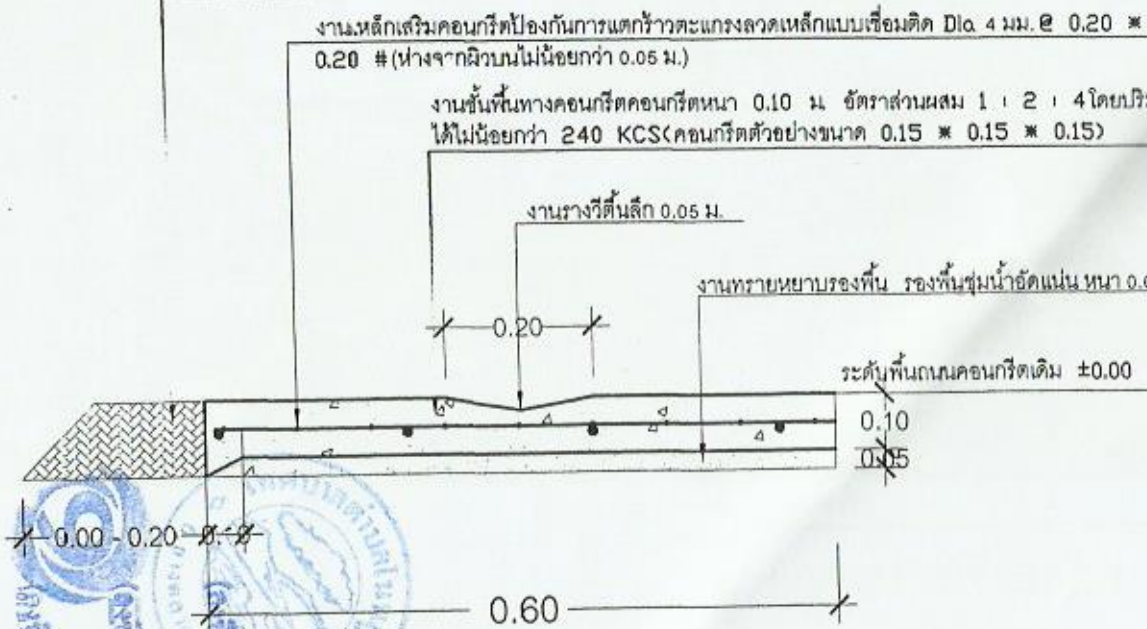 งานเหล็กเสริมคอนกรีตป้องกันการแตกร้าวตะแกรงลวดเหล็กแบบเชื่อมติด Dia. 4 มม.@ 0.20 *
0.20 #(ห่างจากผิวบนไม่น้อยกว่า 0.05 ม.)
งานชั้นพื้นทางคอนกรีตคอนกรีตหนา 0.10 ม. อัตราส่วนผสม 1 : 2 : 4
ได้ไม่น้อยกว่า 240 KCS(คอนกรีตตัวอย่างขนาด 0.15 * 0.15 * 0.15)
งานรางวีตื้นลึก 0.05 ม.
งานทรายหยาบรองพื้น รองพื้นชุ่มน้ำอัดแน่น หนา
0.20
ระดับพื้นถนนคอนกรีตเดิม ±0.00
0.10
0.05
0.00 - 0.20
0.60